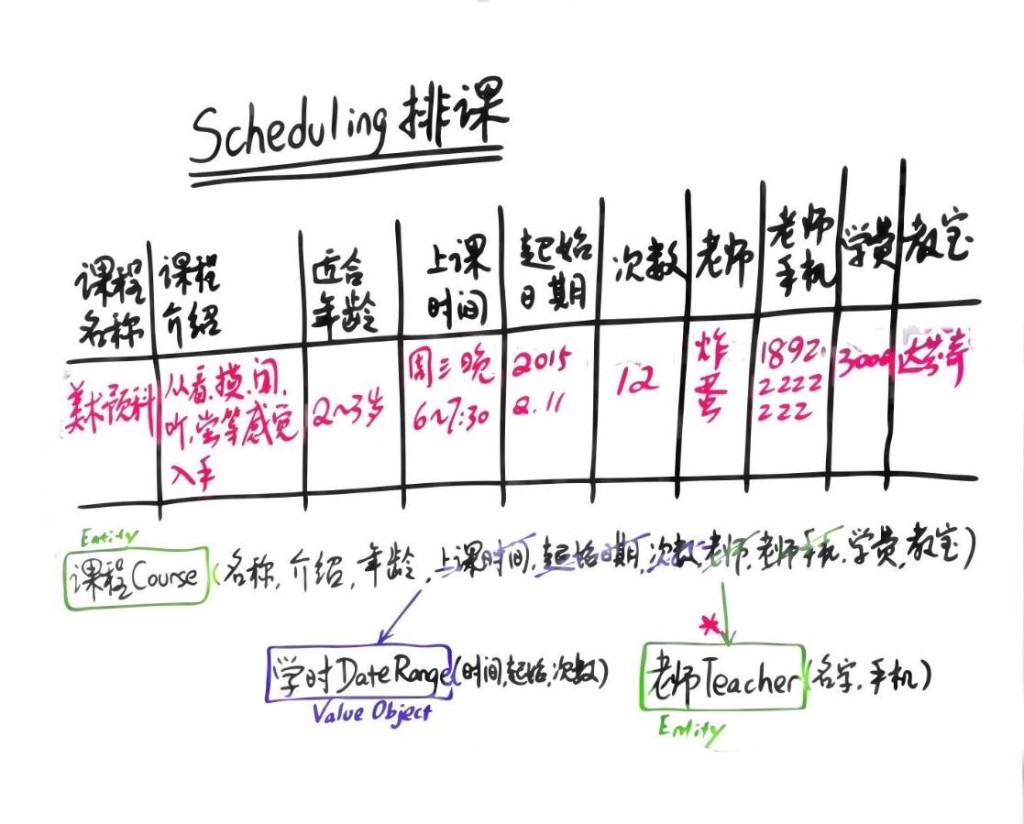 Scheduling 排课
课程名称 课程介绍 适合年龄 上课时间 起始日期 次数 老师 老师手机 学费 教室
美术预科 从看,摸,闻,听,尝等感觉入手 2~3岁 周三晚6~7:30 2015 2.11 12 炸蛋 1892 2222 222 3000
Entity
课程Course (名称,介绍,年龄,上课时间,起始日期,次数,老师,老师手机,学费,教室)
*
学时DateRange(时间,起始,次数) 老师Teacher(名字,手机)
Value Object Entity